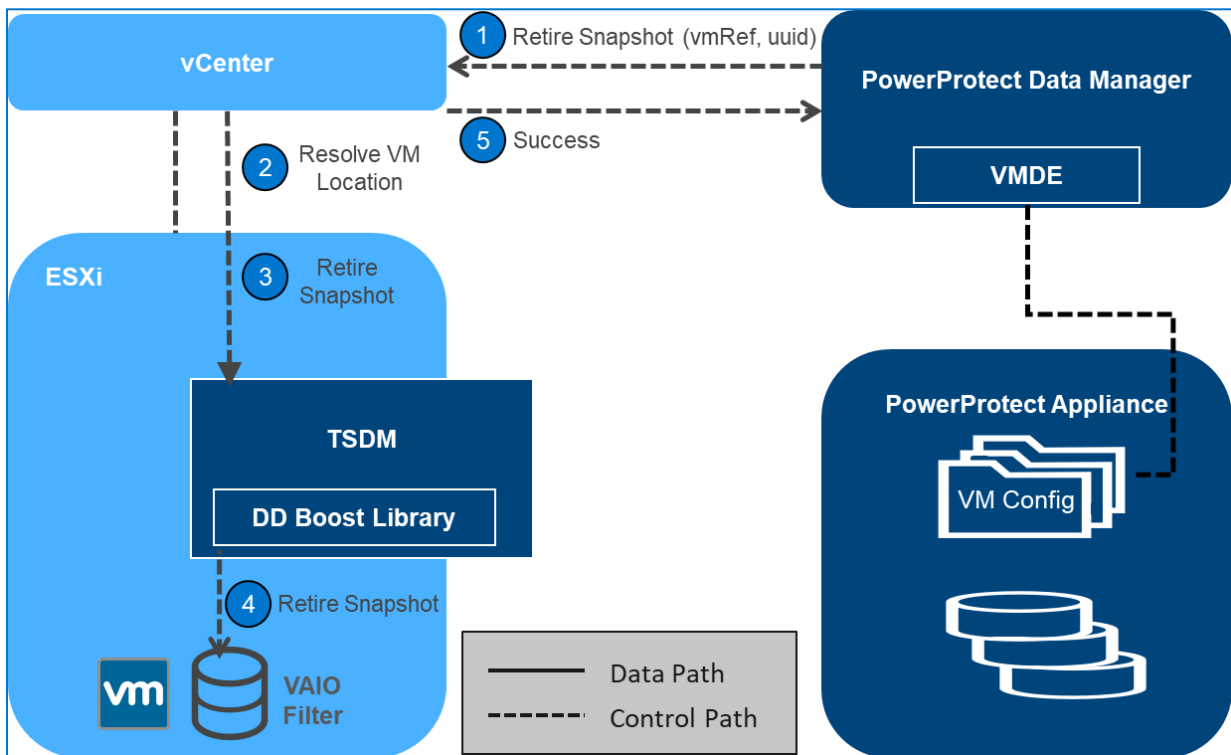 vCenter
1 Retire Snapshot (vmRef, uuid)
PowerProtect Data Manager
5 Success
VMDE
2 Resolve VM
Location
ESXi
3 Retire
Snapshot
TSDM
DD Boost Library
4 Retire Snapshot
vm
VAIO
Filter
PowerProtect Appliance
VM Config
Data Path
Control Path